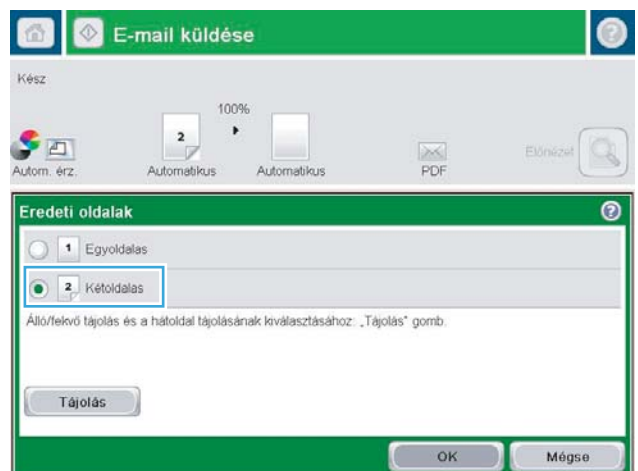 E-mail küldése
Kész
100%
2
Autom. érz.
Automatikus
Automatikus
PDF
Előnézet
Eredeti oldalak
1 Egyoldalas
2 Kétoldalas
Álló/fekvő tájolás és a hátoldal tájolásának kiválasztásához: „Tájolás" gomb.
Tájolás
OK
Mégse